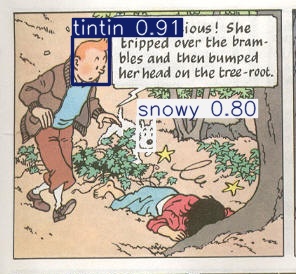 tintin 0.91
ious! She
tripped over the bram-
bles and then bumped
her head on the tree-root.
snowy 0.80